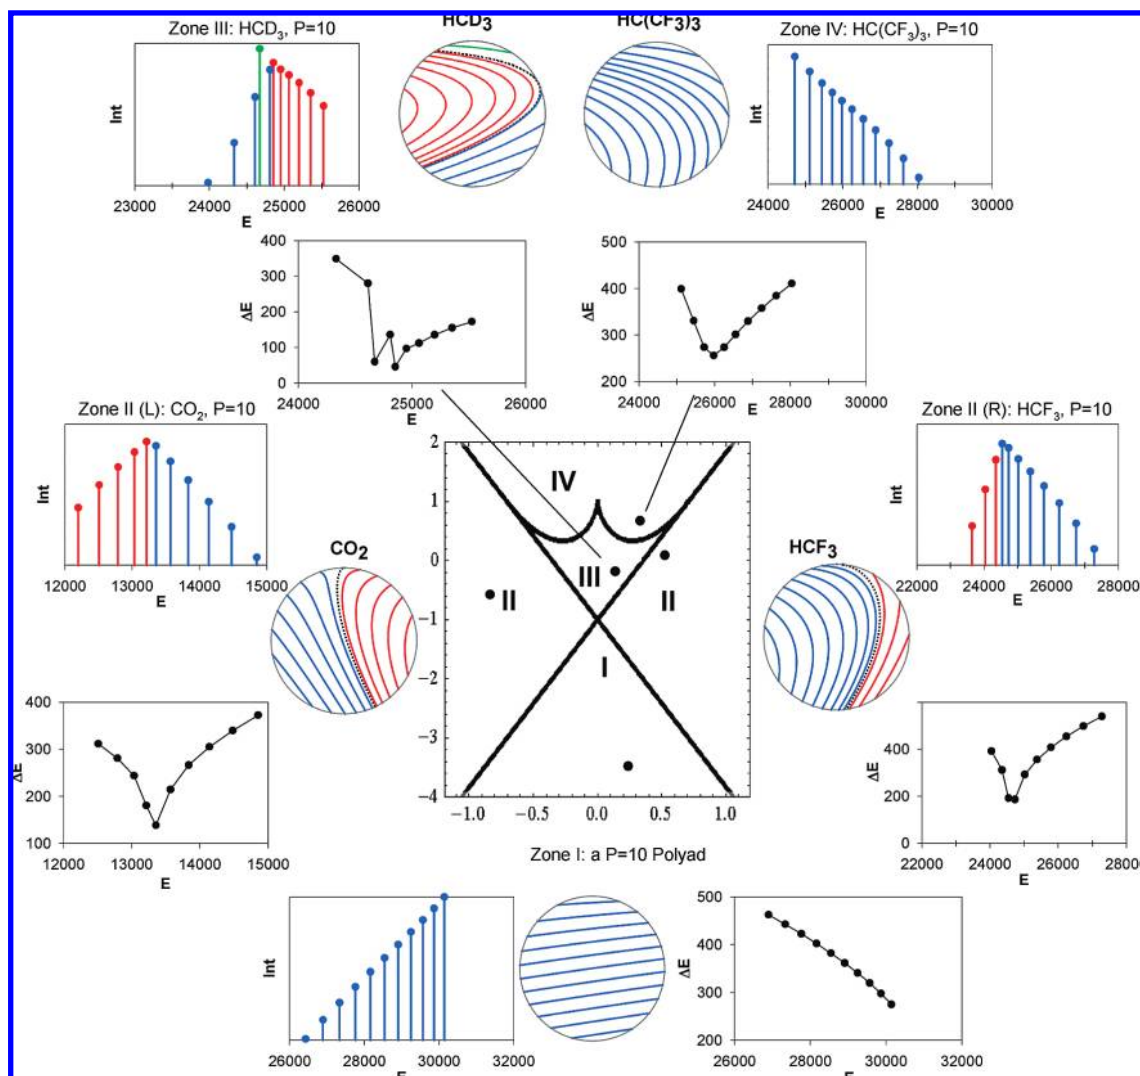 Zone III: HCD3, P=10
HCD3
HC(CF3)3
Zone IV: HC(CF3)3, P=10
Int
23000 24000 25000 26000
E
Int
24000 26000 28000 30000
E
400
300
200
100
0
ΔE
24000 25000 26000
E
500
400
300
200
ΔE
24000 26000 28000 30000
E
Zone II (L): CO2, P=10
Int
12000 13000 14000 15000
E
CO2
400
300
200
100
ΔE
12000 13000 14000 15000
E
2
1
0
−1
−2
−3
−4
IV
III
II
II
I
−1.0 −0.5 0.0 0.5 1.0
Zone II (R): HCF3, P=10
Int
22000 24000 26000 28000
E
HCF3
400
200
0
ΔE
22000 24000 26000 28000
E
Zone I: a P=10 Polyad
Int
26000 28000 30000 32000
E
500
400
300
200
ΔE
26000 28000 30000 32000
E